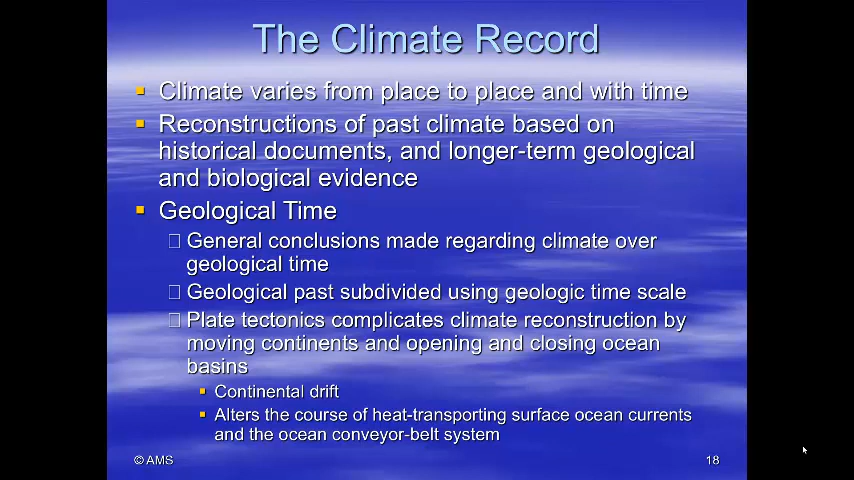 The Climate Record
Climate varies from place to place and with time
Reconstructions of past climate based on
historical documents, and longer-term geological
and biological evidence
Geological Time
General conclusions made regarding climate over
geological time
Geological past subdivided using geologic time scale
Plate tectonics complicates climate reconstruction by
moving continents and opening and closing ocean
basins
Continental drift
Alters the course of heat-transporting surface ocean currents
and the ocean conveyor-belt system
© AMS
18